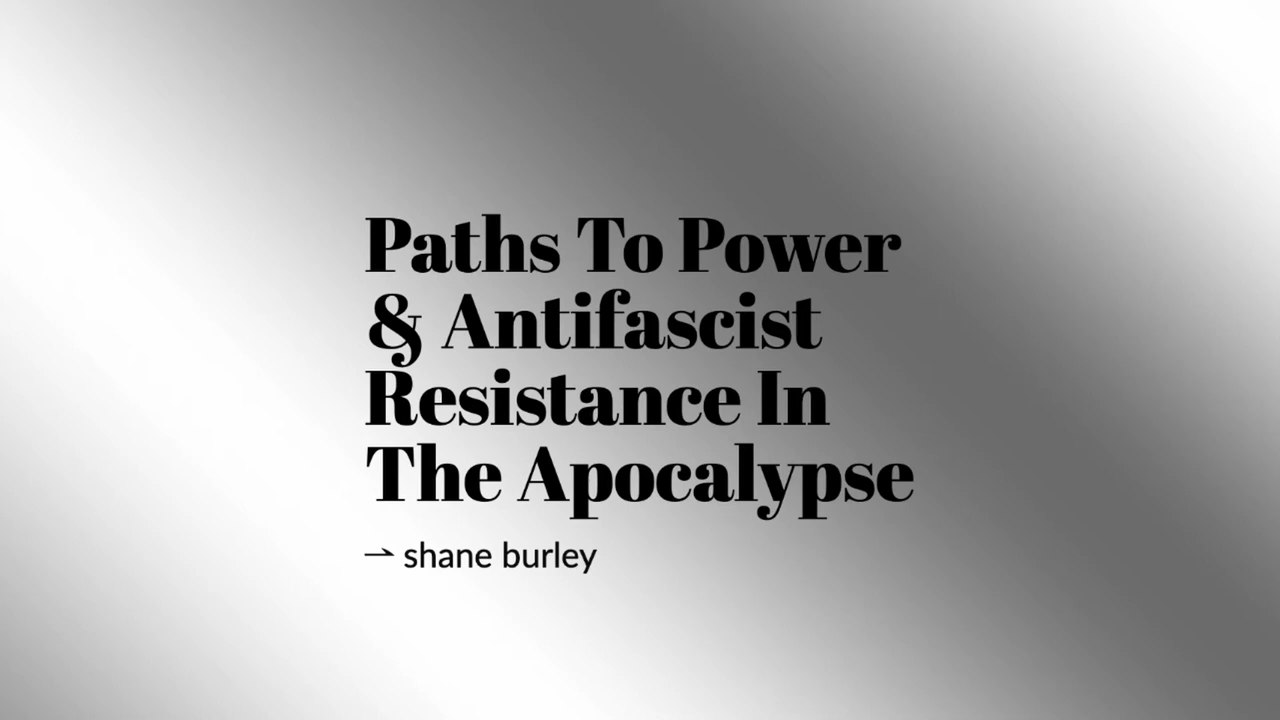 Paths To Power
& Antifascist
Resistance In
The Apocalypse
⇀ shane burley